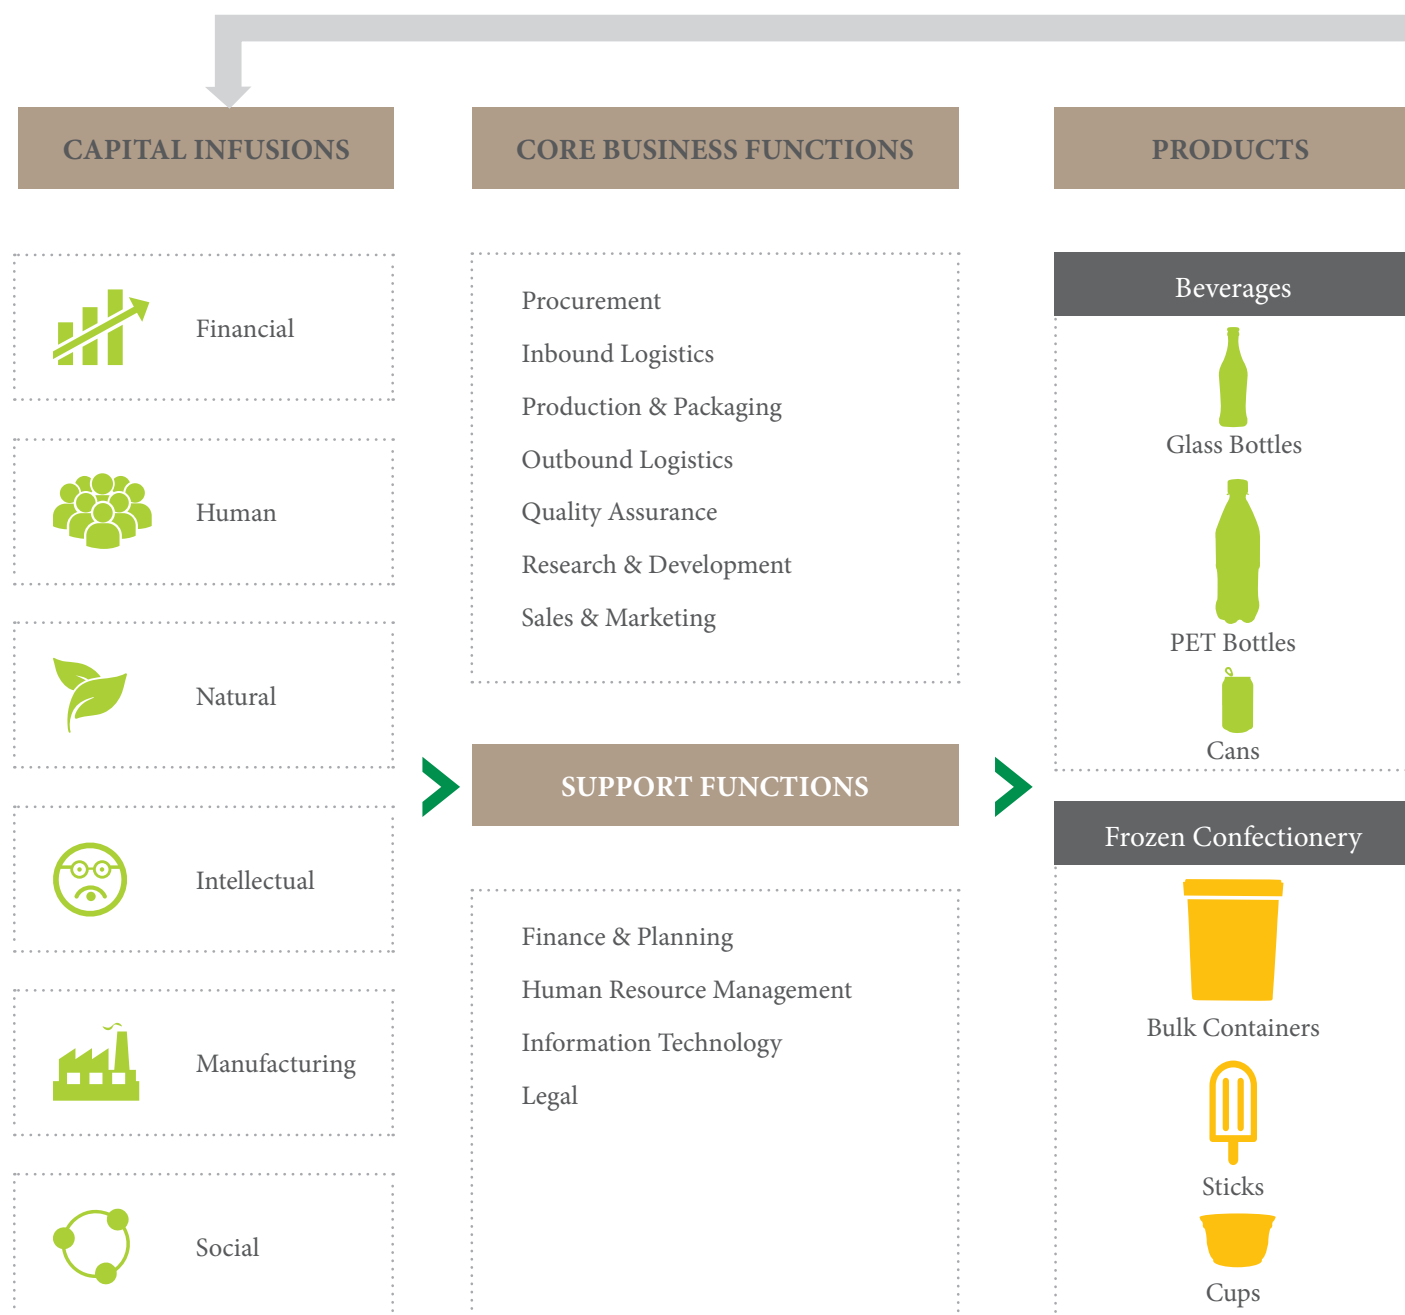 CAPITAL INFUSIONS
Financial
Human
Natural
Intellectual
Manufacturing
Social
CORE BUSINESS FUNCTIONS
Procurement
Inbound Logistics
Production & Packaging
Outbound Logistics
Quality Assurance
Research & Development
Sales & Marketing
SUPPORT FUNCTIONS
Finance & Planning
Human Resource Management
Information Technology
Legal
PRODUCTS
Beverages
Glass Bottles
PET Bottles
Cans
Frozen Confectionery
Bulk Containers
Sticks
Cups